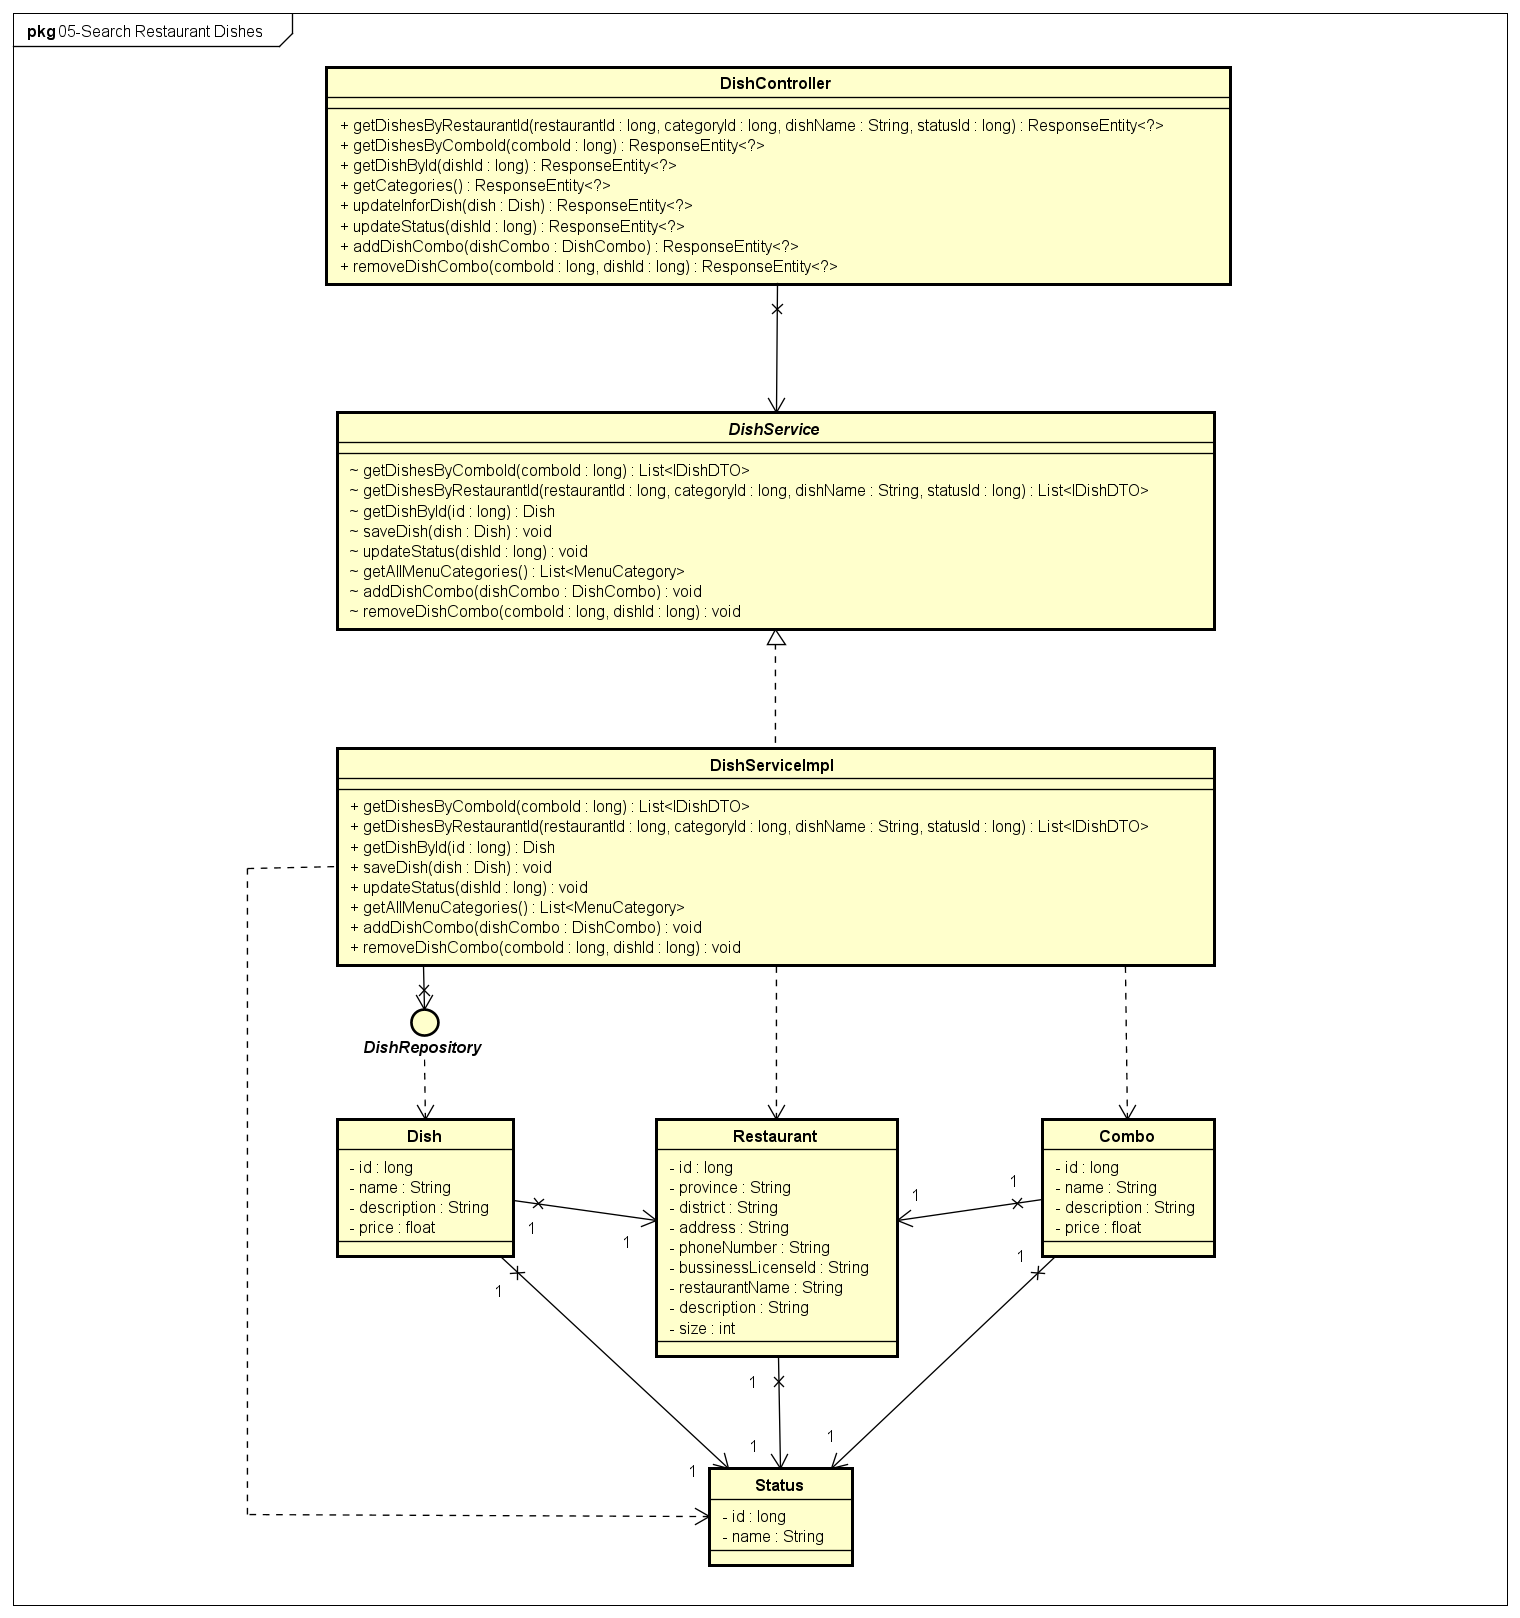 pkg 05-Search Restaurant Dishes
DishController
+ getDishesByRestaurantId(restaurantId : long, categoryId : long, dishName : String, statusId : long) : ResponseEntity<?>
+ getDishesByComboId(comboId : long) : ResponseEntity<?>
+ getDishById(dishId : long) : ResponseEntity<?>
+ getCategories() : ResponseEntity<?>
+ updateInforDish(dish : Dish) : ResponseEntity<?>
+ updateStatus(dishId : long) : ResponseEntity<?>
+ addDishCombo(dishCombo : DishCombo) : ResponseEntity<?>
+ removeDishCombo(comboId : long, dishId : long) : ResponseEntity<?>
DishService
~ getDishesByComboId(comboId : long) : List<IDishDTO>
~ getDishesByRestaurantId(restaurantId : long, categoryId : long, dishName : String, statusId : long) : List<IDishDTO>
~ getDishById(id : long) : Dish
~ saveDish(dish : Dish) : void
~ updateStatus(dishId : long) : void
~ getAllMenuCategories() : List<MenuCategory>
~ addDishCombo(dishCombo : DishCombo) : void
~ removeDishCombo(comboId : long, dishId : long) : void
DishServiceImpl
+ getDishesByComboId(comboId : long) : List<IDishDTO>
+ getDishesByRestaurantId(restaurantId : long, categoryId : long, dishName : String, statusId : long) : List<IDishDTO>
+ getDishById(id : long) : Dish
+ saveDish(dish : Dish) : void
+ updateStatus(dishId : long) : void
+ getAllMenuCategories() : List<MenuCategory>
+ addDishCombo(dishCombo : DishCombo) : void
+ removeDishCombo(comboId : long, dishId : long) : void
DishRepository
Dish
- id : long
- name : String
- description : String
- price : float
Restaurant
- id : long
- province : String
- district : String
- address : String
- phoneNumber : String
- bussinessLicenseId : String
- restaurantName : String
- description : String
- size : int
Combo
- id : long
- name : String
- description : String
- price : float
1
1
1
1
1
1
1
1
1
1
Status
- id : long
- name : String